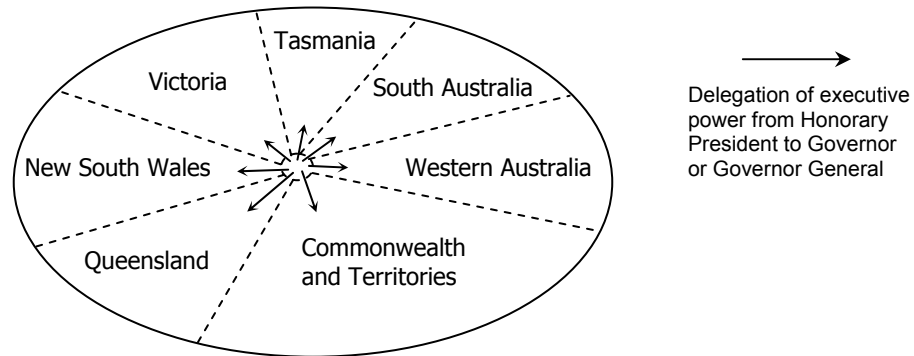 Tasmania
Victoria
South Australia
New South Wales
Western Australia
Queensland
Commonwealth
and Territories
Delegation of executive
power from Honorary
President to Governor
or Governor General